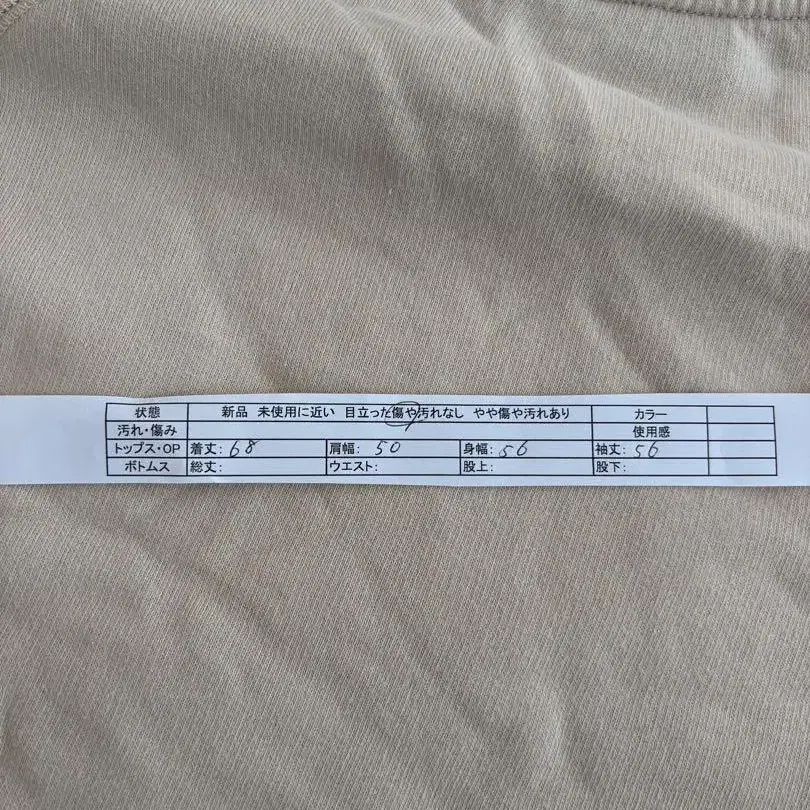 状態 新品 未使用に近い 目立った傷や汚れなし やや傷や汚れあり カラー
汚れ・傷み 使用感
トップス・OP 着丈: 68 肩幅: 50 身幅: 56 袖丈: 56
ボトムス 総丈: ウエスト: 股上: 股下: